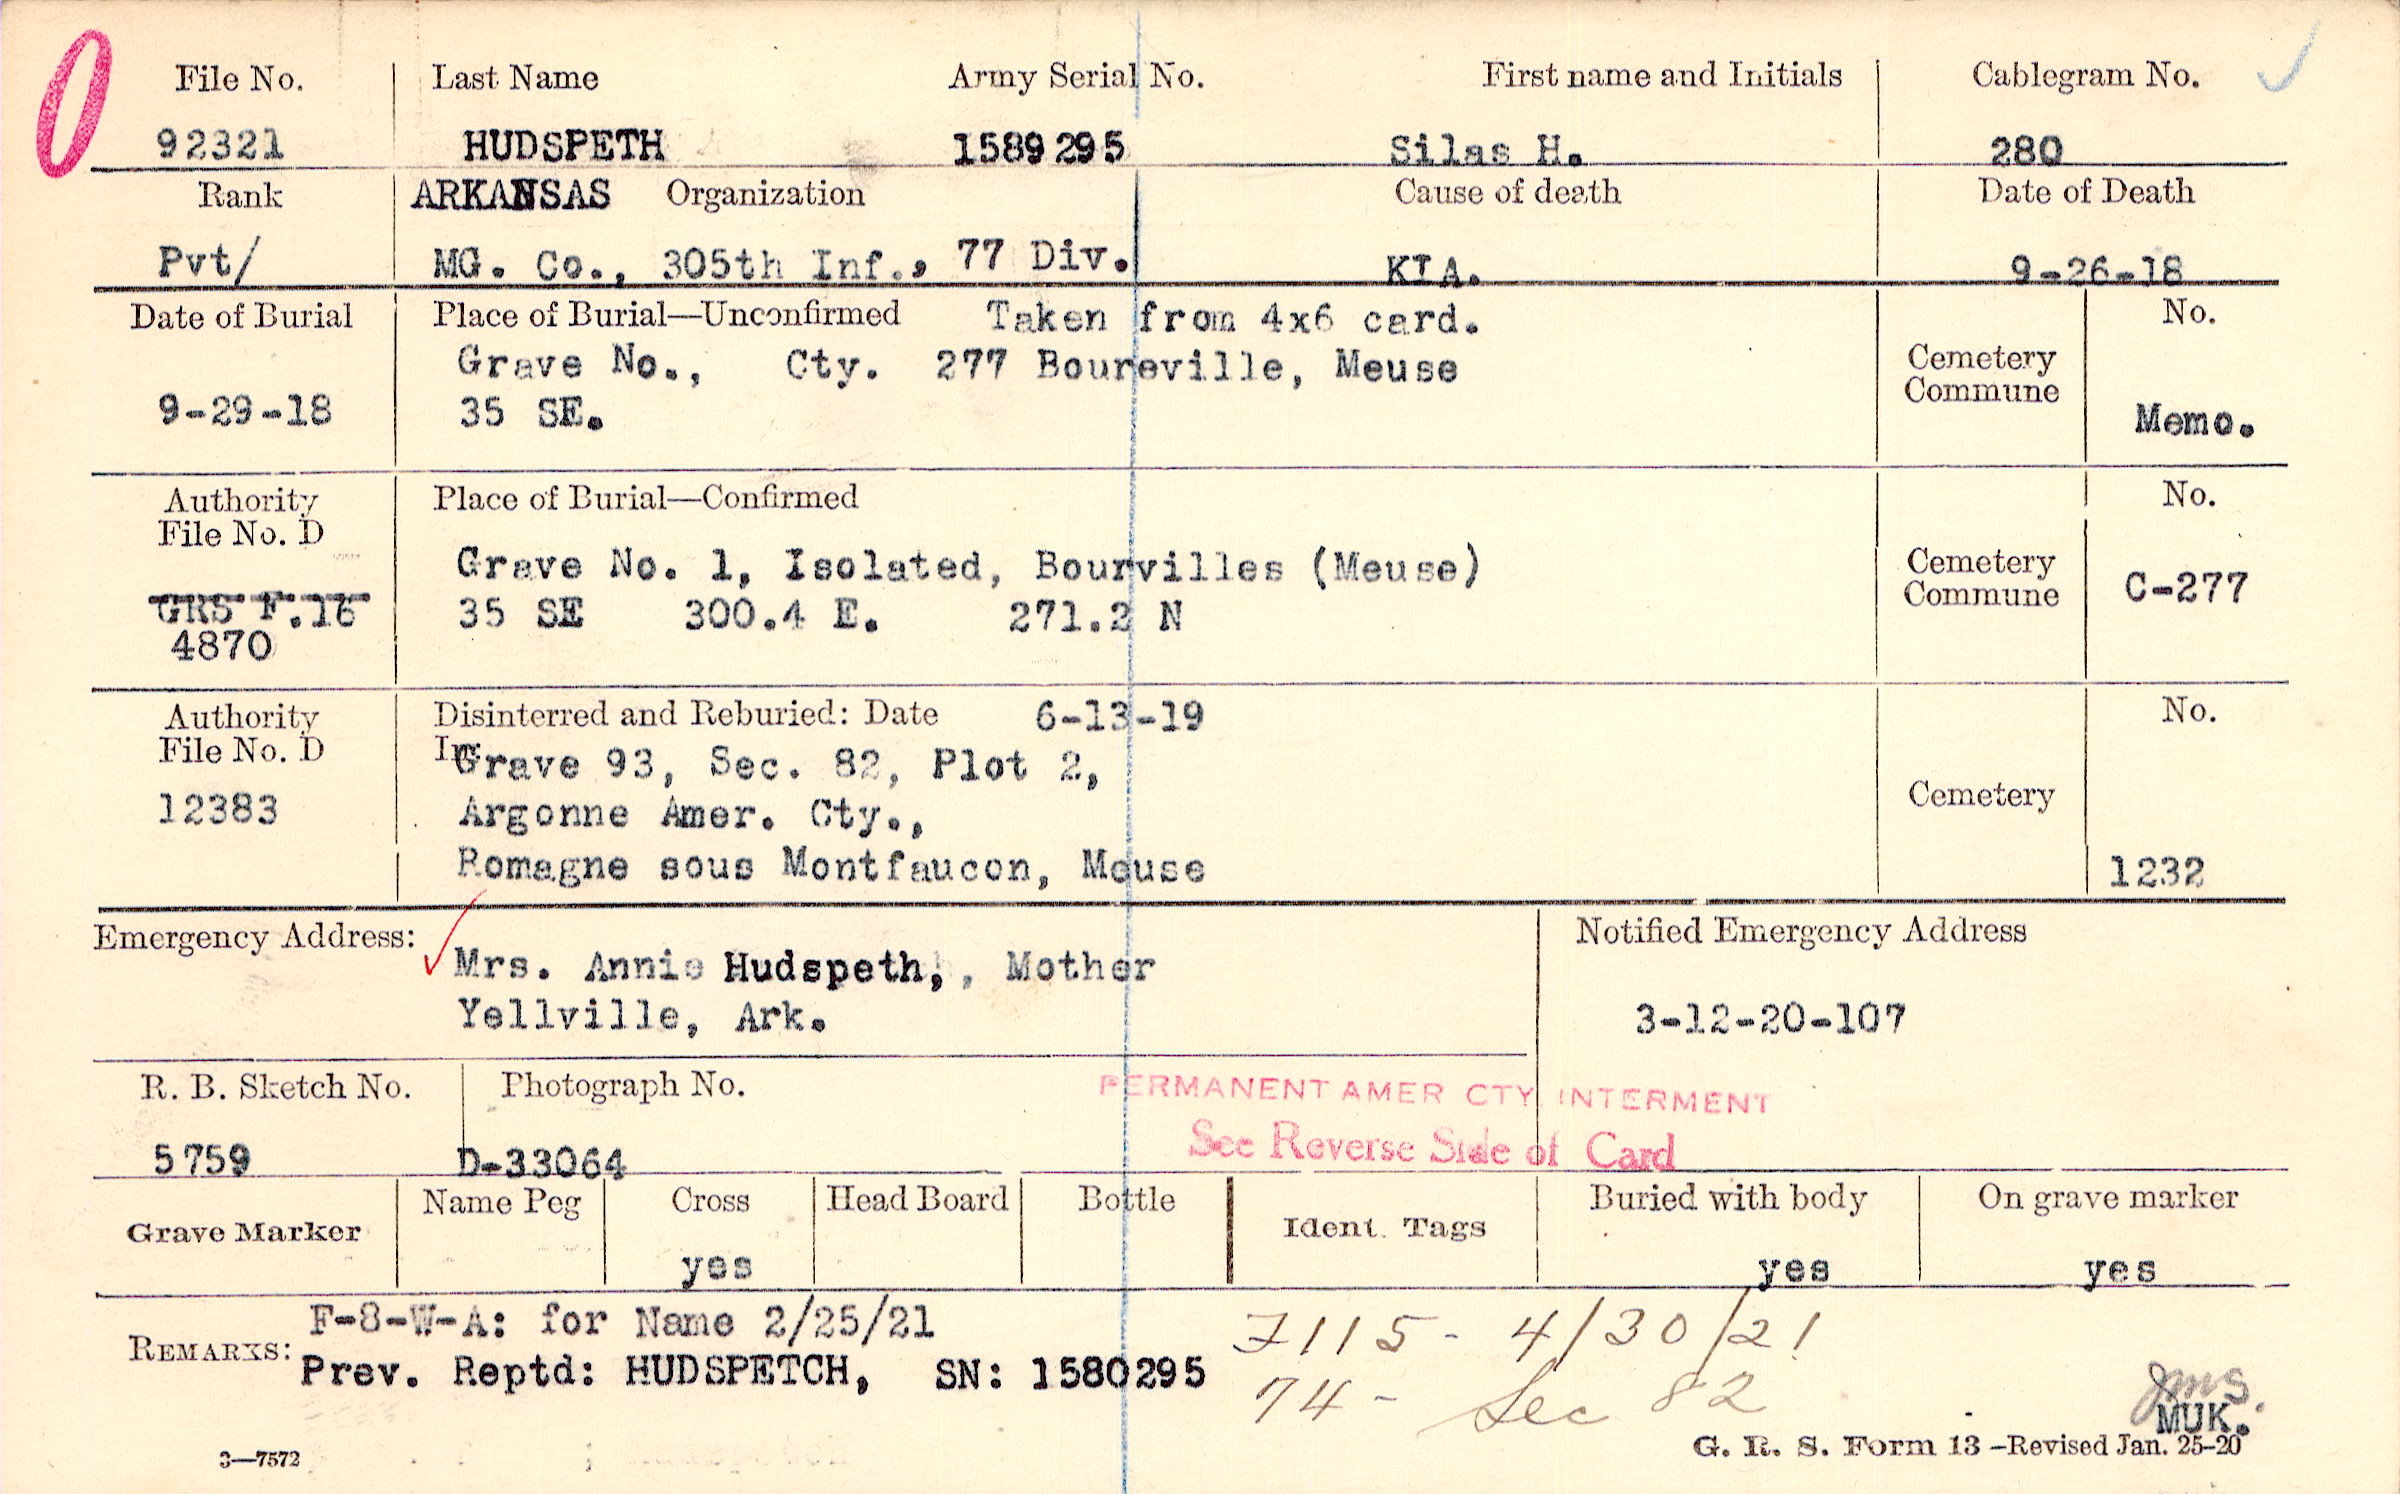 File No. Last Name Army Serial No. First name and Initials Cablegram No.
92321 HUDSPETH 1589295 Silas H. 280
Rank ARKANSAS Organization Cause of death Date of Death
Pvt/ MG. Co., 305th Inf., 77 Div. KIA. 9-26-18
Date of Burial Place of Burial—Unconfirmed Taken from 4x6 card. No.
Grave No., Cty. 277 Boureville, Meuse Cemetery
Commune
9-29-18 35 SE. Memo.
Authority Place of Burial—Confirmed No.
File No. D
Grave No. 1, Isolated, Bourvilles (Meuse) Cemetery
GRS F.16 35 SE 300.4 E. 271.2 N Commune C-277
4870
Authority Disinterred and Reburied: Date 6-13-19 No.
File No. D In: Grave 93, Sec. 82, Plot 2,
12383 Argonne Amer. Cty., Cemetery
Romagne sous Montfaucon, Meuse 1232
Emergency Address: Notified Emergency Address
Mrs. Annie Hudspeth, , Mother
Yellville, Ark. 3-12-20-107
R. B. Sketch No. Photograph No. PERMANENT AMER CTY INTERMENT
5759 D-33064 See Reverse Side of Card
Grave Marker Name Peg Cross Head Board Bottle Ident. Tags Buried with body On grave marker
yes yes yes
REMARKS: F-8-W-A: for Name 2/25/21 7115- 4/30/21
Prev. Reptd: HUDSPETCH, SN: 1580295 74- Sec 82
JMS.
MUK.
3—7572 G. R. S. Form 13 -Revised Jan. 25-20